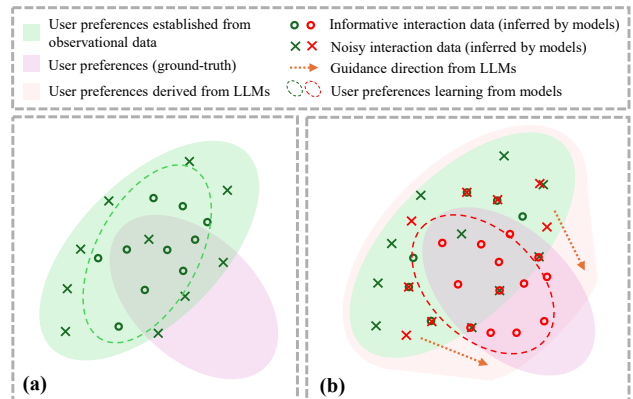 User preferences established from
observational data
User preferences (ground-truth)
User preferences derived from LLMs
Informative interaction data (inferred by models)
Noisy interaction data (inferred by models)
Guidance direction from LLMs
User preferences learning from models
(a)
(b)